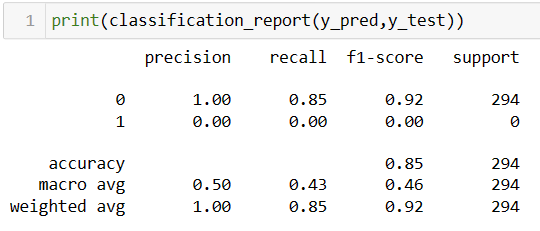 1 print(classification_report(y_pred,y_test))
precision recall f1-score support
0 1.00 0.85 0.92 294
1 0.00 0.00 0.00 0
accuracy 0.85 294
macro avg 0.50 0.43 0.46 294
weighted avg 1.00 0.85 0.92 294